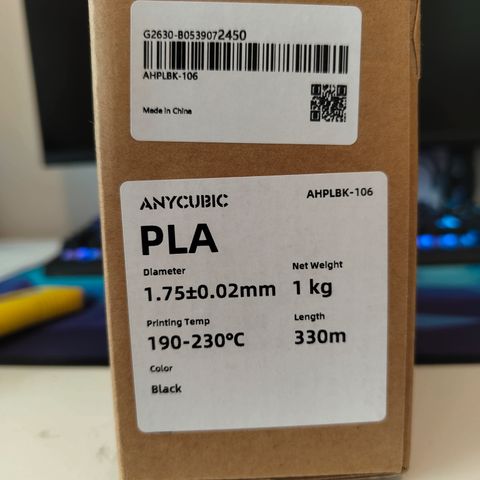 G2630-B0539072450
AHPLBK-106
Made in China
ANYCUBIC
AHPLBK-106
PLA
Diameter
Net Weight
1.75±0.02mm
1 kg
Printing Temp
Length
190-230℃
330m
Color
Black